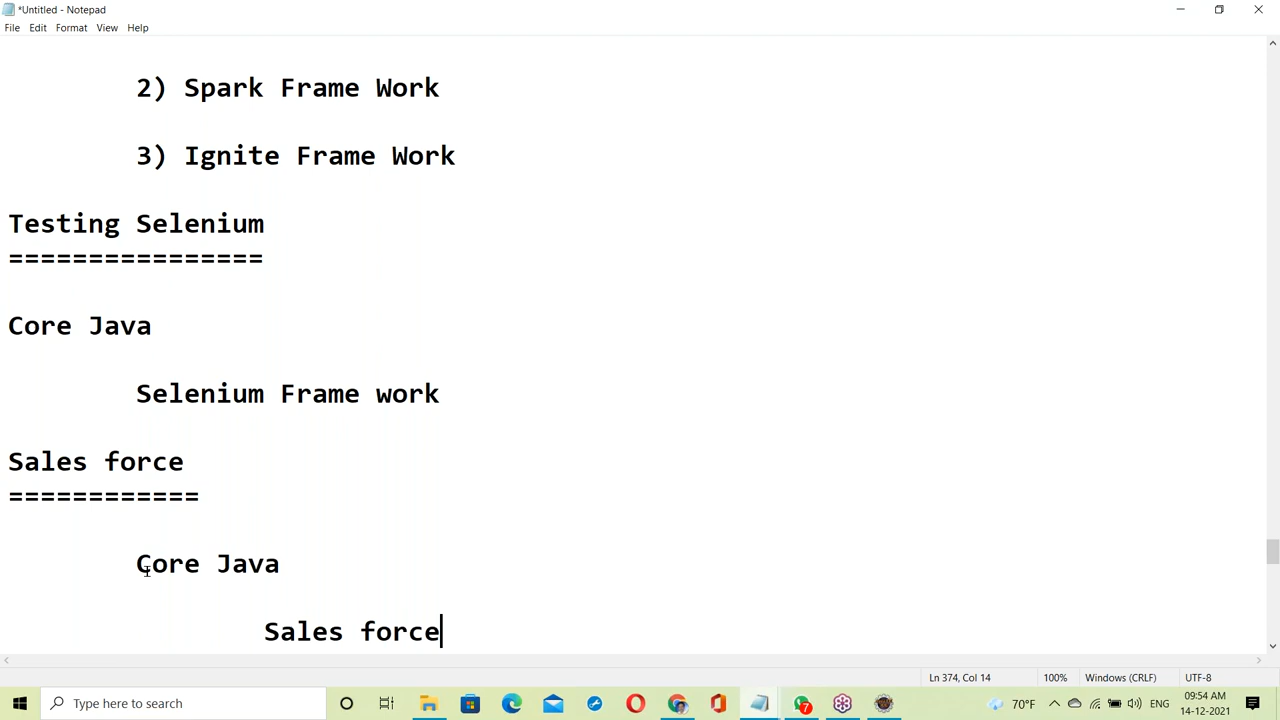 *Untitled - Notepad
File Edit Format View Help
2) Spark Frame Work
3) Ignite Frame Work
Testing Selenium
================
Core Java
Selenium Frame work
Sales force
============
Core Java
Sales force
Ln 374, Col 14 100% Windows (CRLF) UTF-8
Type here to search 7 70°F ENG 09:54 AM
14-12-2021